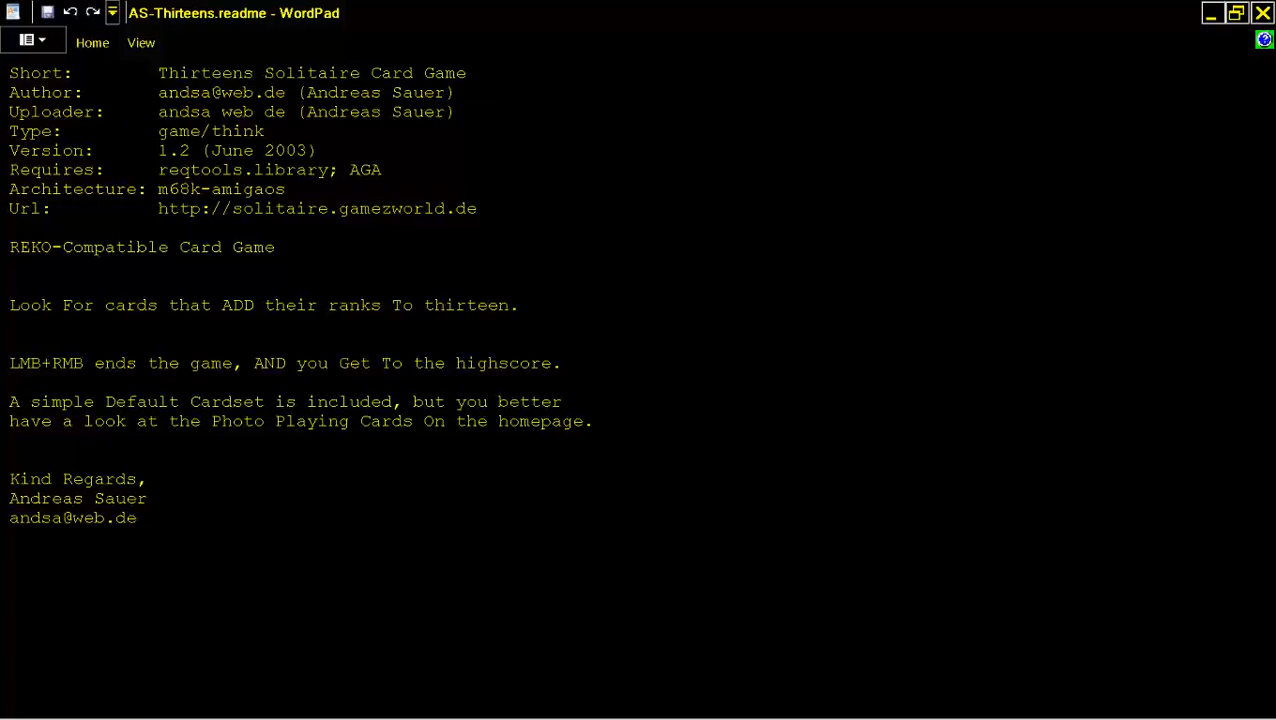 AS-Thirteens.readme - WordPad
Home View
Short: Thirteens Solitaire Card Game
Author: andsa@web.de (Andreas Sauer)
Uploader: andsa web de (Andreas Sauer)
Type: game/think
Version: 1.2 (June 2003)
Requires: reqtools.library; AGA
Architecture: m68k-amigaos
Url: http://solitaire.gamezworld.de
REKO-Compatible Card Game
Look For cards that ADD their ranks To thirteen.
LMB+RMB ends the game, AND you Get To the highscore.
A simple Default Cardset is included, but you better
have a look at the Photo Playing Cards On the homepage.
Kind Regards,
Andreas Sauer
andsa@web.de